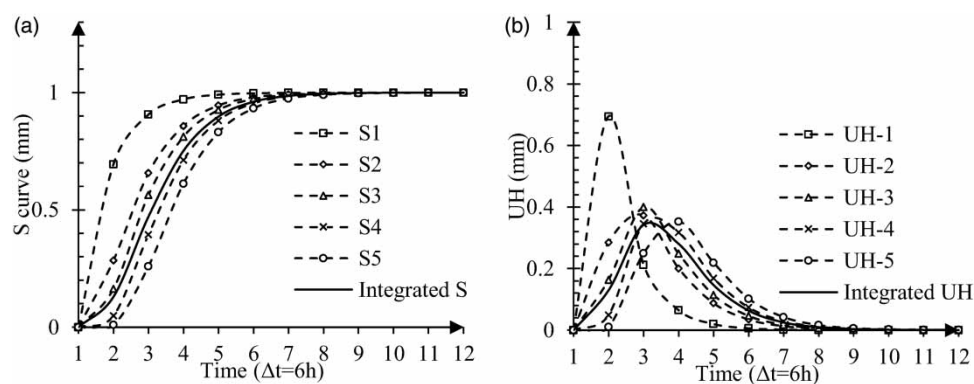 (a)
S curve (mm)
1
0.5
0
S1
S2
S3
S4
S5
Integrated S
1 2 3 4 5 6 7 8 9 10 11 12
Time (Δt=6h)
(b)
UH (mm)
1
0.8
0.6
0.4
0.2
0
UH-1
UH-2
UH-3
UH-4
UH-5
Integrated UH
1 2 3 4 5 6 7 8 9 10 11 12
Time (Δt=6h)